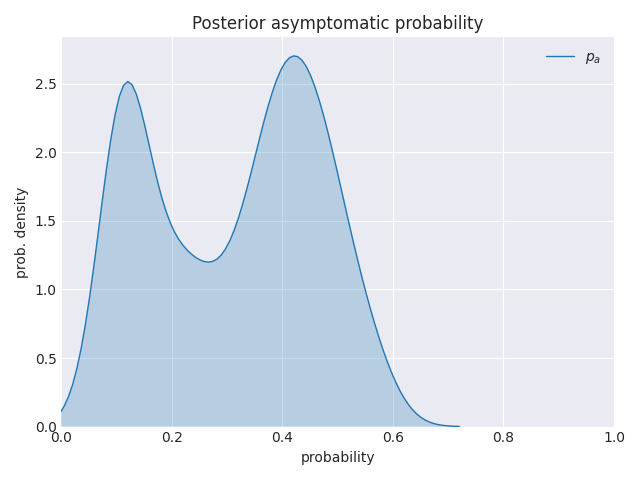 Posterior asymptomatic probability
pₐ
prob. density
2.5
2.0
1.5
1.0
0.5
0.0
0.0 0.2 0.4 0.6 0.8 1.0
probability